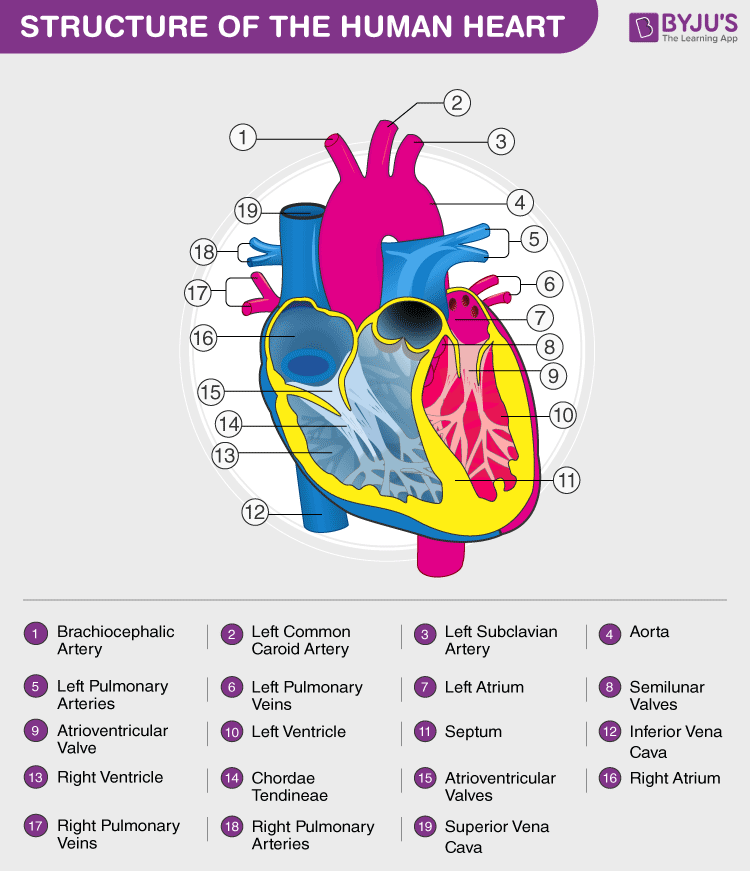 STRUCTURE OF THE HUMAN HEART
BYJU'S
The Learning App
1
2
3
4
5
6
7
8
9
10
11
12
13
14
15
16
17
18
19
1 Brachiocephalic
Artery
2 Left Common
Caroid Artery
3 Left Subclavian
Artery
4 Aorta
5 Left Pulmonary
Arteries
6 Left Pulmonary
Veins
7 Left Atrium
8 Semilunar
Valves
9 Atrioventricular
Valve
10 Left Ventricle
11 Septum
12 Inferior Vena
Cava
13 Right Ventricle
14 Chordae
Tendineae
15 Atrioventricular
Valves
16 Right Atrium
17 Right Pulmonary
Veins
18 Right Pulmonary
Arteries
19 Superior Vena
Cava